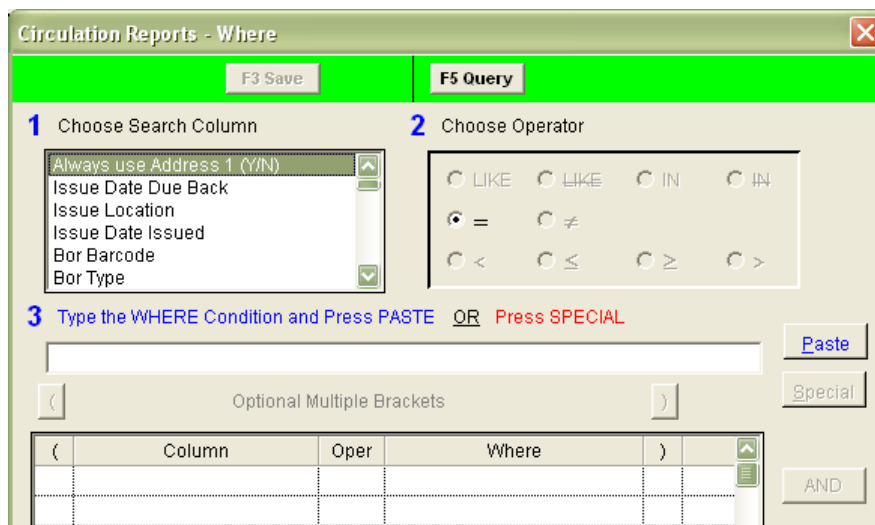 Circulation Reports - Where
F3 Save F5 Query
1 Choose Search Column 2 Choose Operator
Always use Address 1 (Y/N)
Issue Date Due Back
Issue Location
Issue Date Issued
Bor Barcode
Bor Type
LIKE LIKE IN IN
= ≠
< ≤ ≥ >
3 Type the WHERE Condition and Press PASTE OR Press SPECIAL
Paste
Special
( Optional Multiple Brackets )
( Column Oper Where )
AND